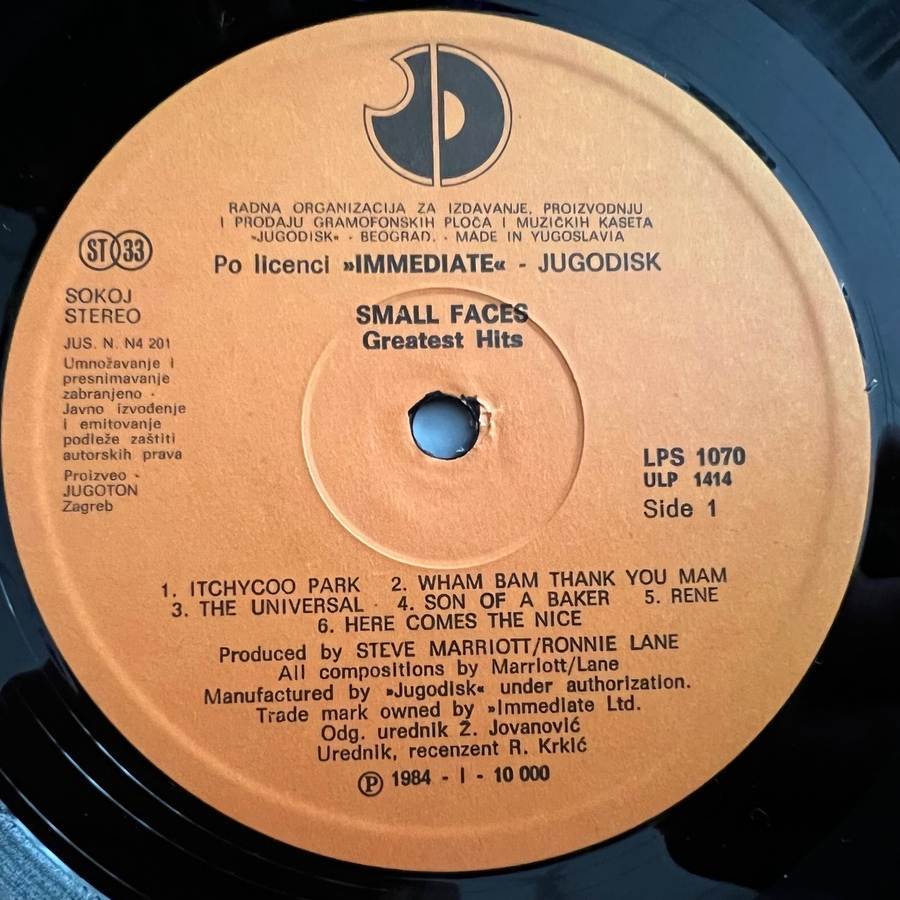 JD
RADNA ORGANIZACIJA ZA IZDAVANJE, PROIZVODNJU
I PRODAJU GRAMOFONSKIH PLOČA I MUZIČKIH KASETA
»JUGODISK« · BEOGRAD. · MADE IN YUGOSLAVIA
Po licenci »IMMEDIATE« - JUGODISK
ST 33
SOKOJ
STEREO
JUS. N. N4 201
Umnožavanje i
presnimavanje
zabranjeno ·
Javno izvođenje
i emitovanje
podleže zaštiti
autorskih prava
Proizveo -
JUGOTON
Zagreb
SMALL FACES
Greatest Hits
LPS 1070
ULP 1414
Side 1
1. ITCHYCOO PARK 2. WHAM BAM THANK YOU MAM
3. THE UNIVERSAL · 4. SON OF A BAKER 5. RENE
6. HERE COMES THE NICE
Produced by STEVE MARRIOTT/RONNIE LANE
All compositions by Marriott/Lane
Manufactured by »Jugodisk« under authorization.
Trade mark owned by »Immediate Ltd.
Odg. urednik Ž. Jovanović
Urednik, recenzent R. Krkić
Ⓟ 1984 - I - 10 000